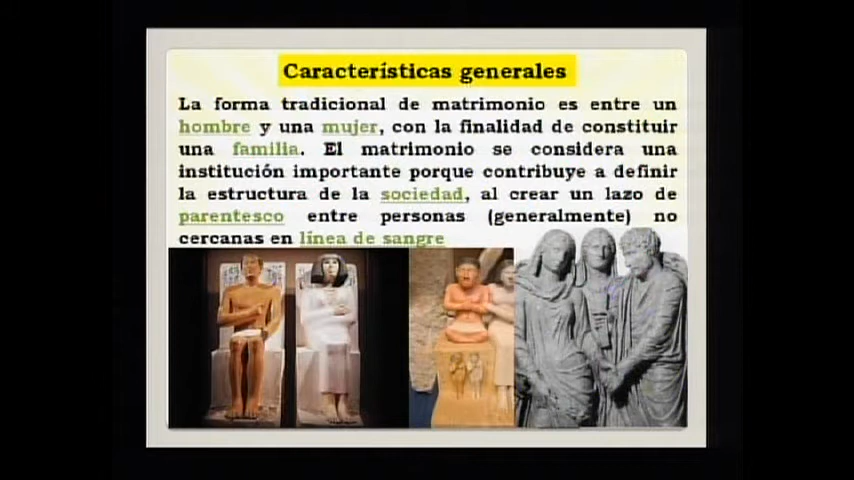 Características generales
La forma tradicional de matrimonio es entre un
hombre y una mujer, con la finalidad de constituir
una familia. El matrimonio se considera una
institución importante porque contribuye a definir
la estructura de la sociedad, al crear un lazo de
parentesco entre personas (generalmente) no
cercanas en línea de sangre